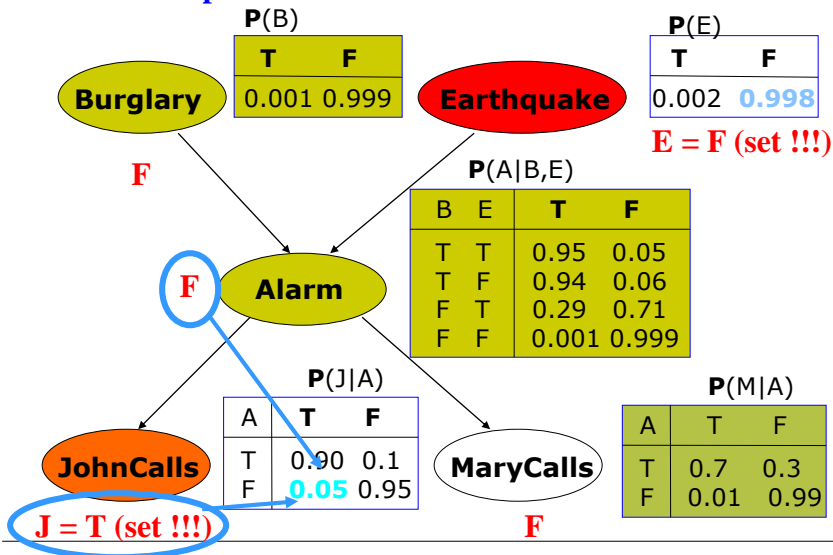 P(B)
T F
0.001 0.999
P(E)
T F
0.002 0.998
E = F (set !!!)
Burglary
Earthquake
F
P(A|B,E)
B E T F
T T 0.95 0.05
T F 0.94 0.06
F T 0.29 0.71
F F 0.001 0.999
F
Alarm
P(J|A)
A T F
T 0.90 0.1
F 0.05 0.95
P(M|A)
A T F
T 0.7 0.3
F 0.01 0.99
JohnCalls
MaryCalls
J = T (set !!!)
F